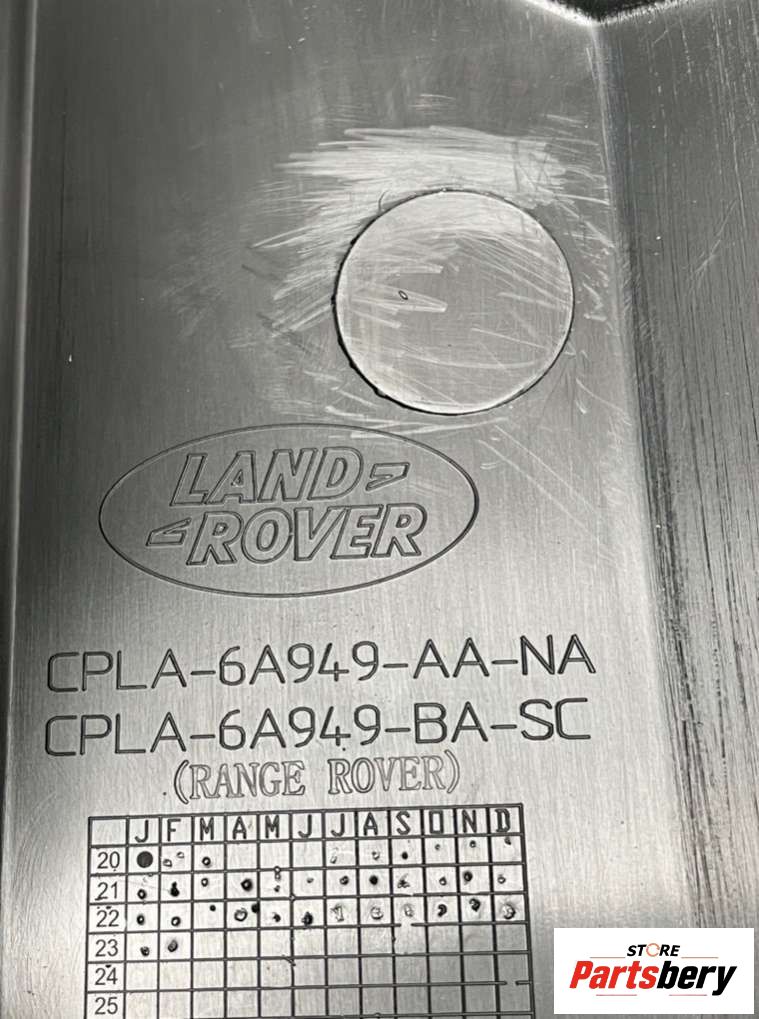 LAND
ROVER
CPLA-6A949-AA-NA
CPLA-6A949-BA-SC
(RANGE ROVER)
J F M A M J J A S O N D
20
21
22
23
24
25
STORE
Partsbery